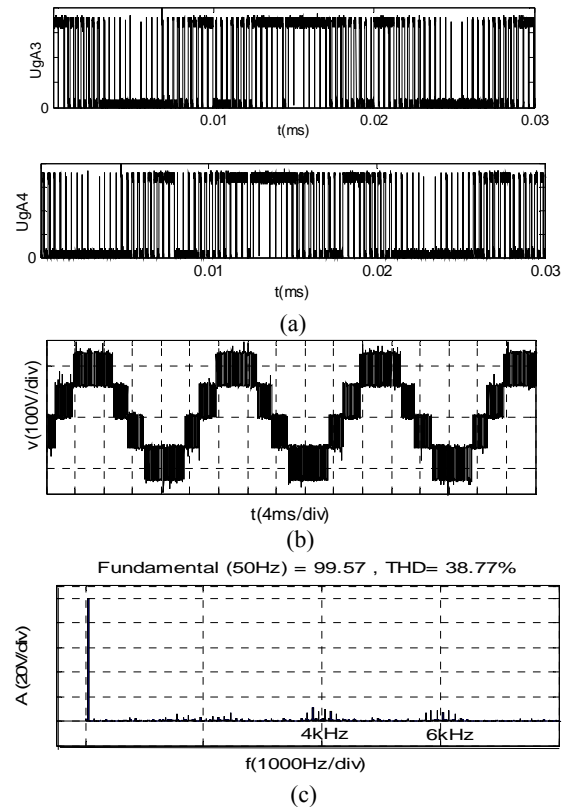 UgA3
0
0.01 0.02 0.03
t(ms)
UgA4
0
0.01 0.02 0.03
t(ms)
(a)
v(100V/div)
t(4ms/div)
(b)
Fundamental (50Hz) = 99.57 , THD= 38.77%
A (20V/div)
4kHz 6kHz
f(1000Hz/div)
(c)